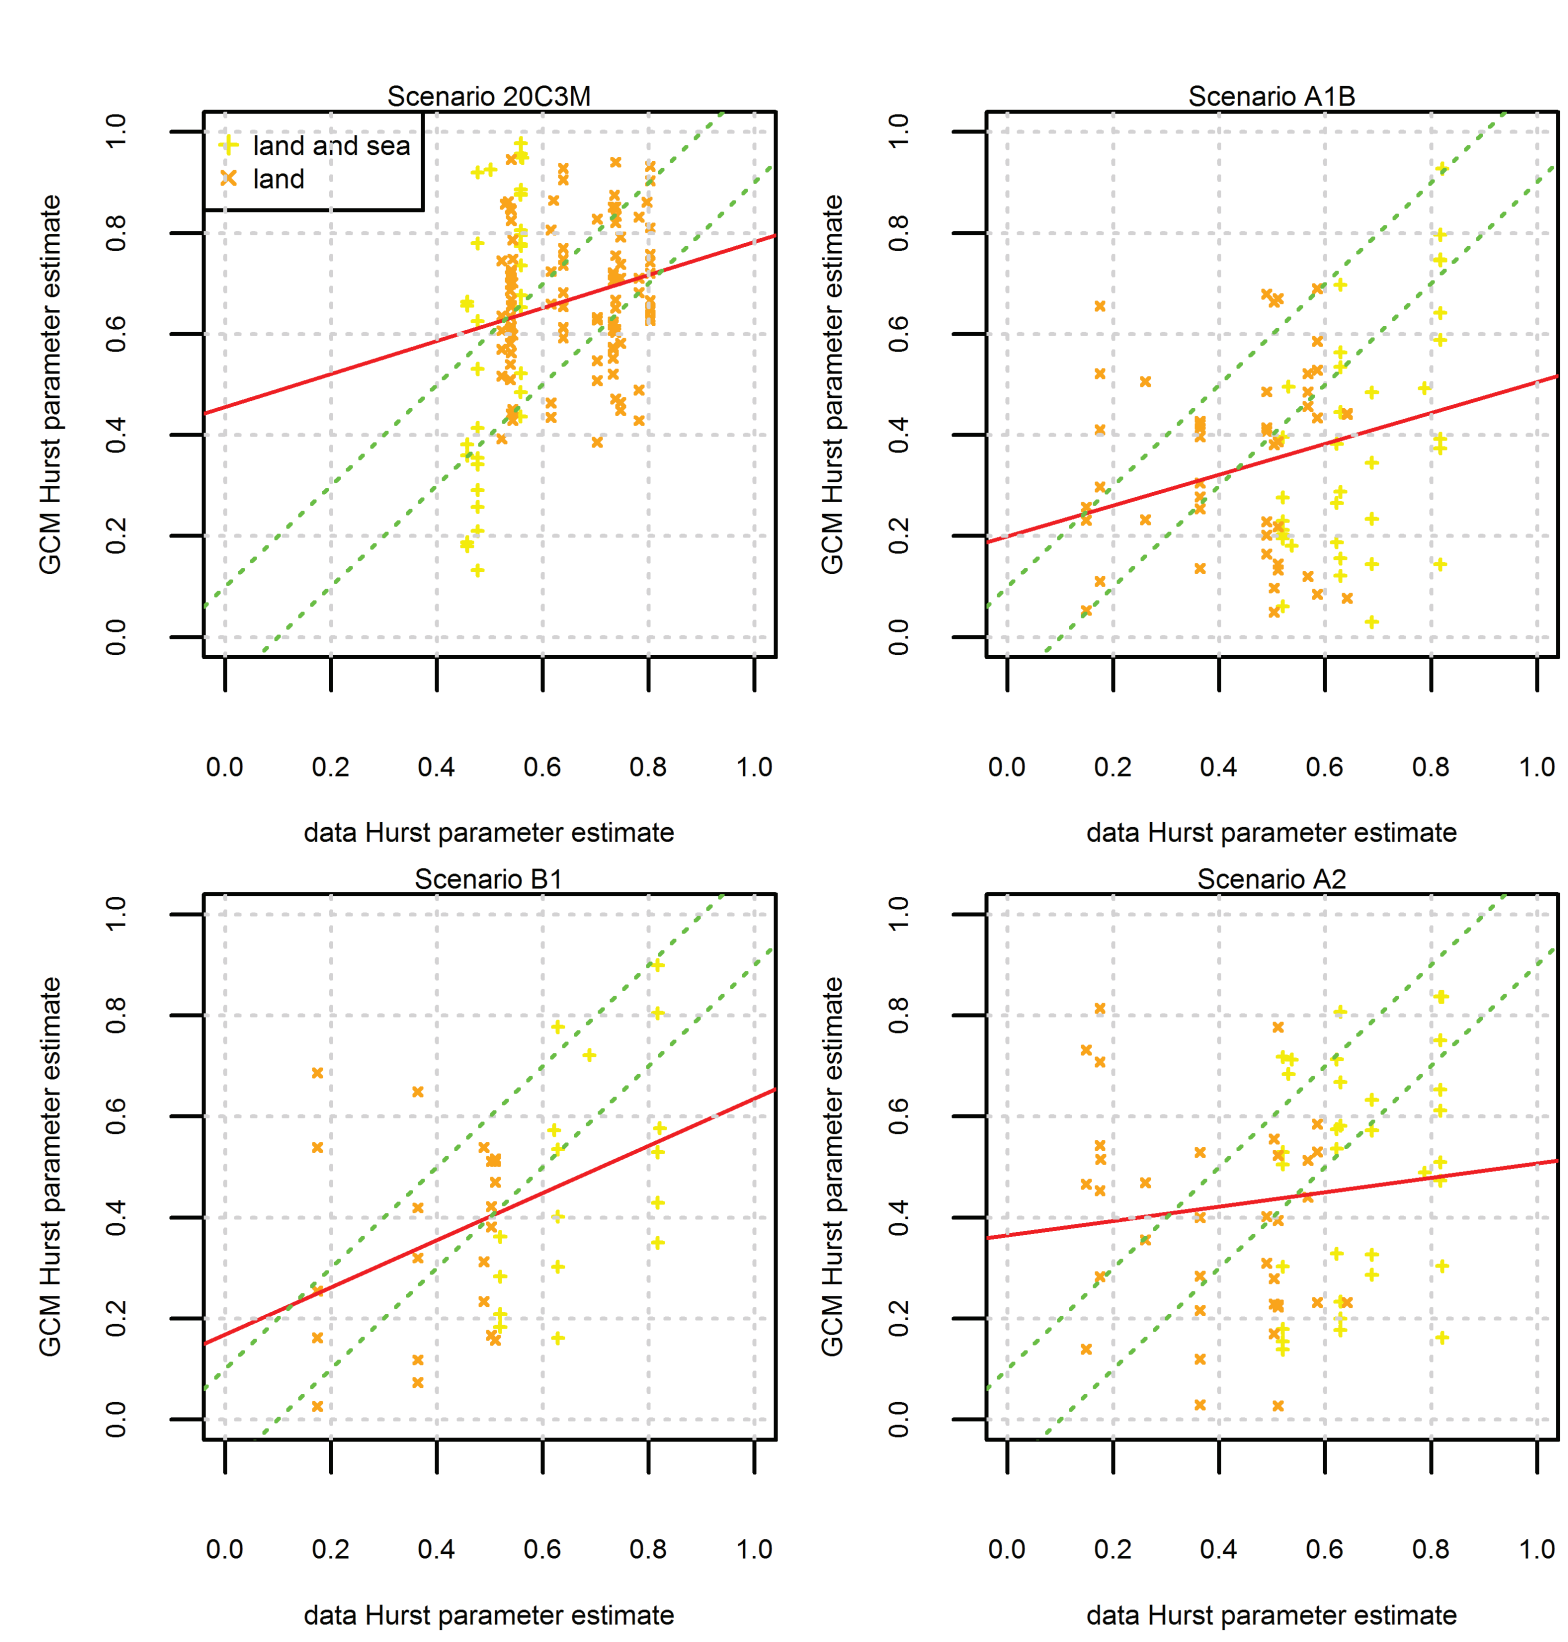 Scenario 20C3M
land and sea
land
GCM Hurst parameter estimate
0.0 0.2 0.4 0.6 0.8 1.0
0.0 0.2 0.4 0.6 0.8 1.0
data Hurst parameter estimate
Scenario A1B
GCM Hurst parameter estimate
0.0 0.2 0.4 0.6 0.8 1.0
0.0 0.2 0.4 0.6 0.8 1.0
data Hurst parameter estimate
Scenario B1
GCM Hurst parameter estimate
0.0 0.2 0.4 0.6 0.8 1.0
0.0 0.2 0.4 0.6 0.8 1.0
data Hurst parameter estimate
Scenario A2
GCM Hurst parameter estimate
0.0 0.2 0.4 0.6 0.8 1.0
0.0 0.2 0.4 0.6 0.8 1.0
data Hurst parameter estimate